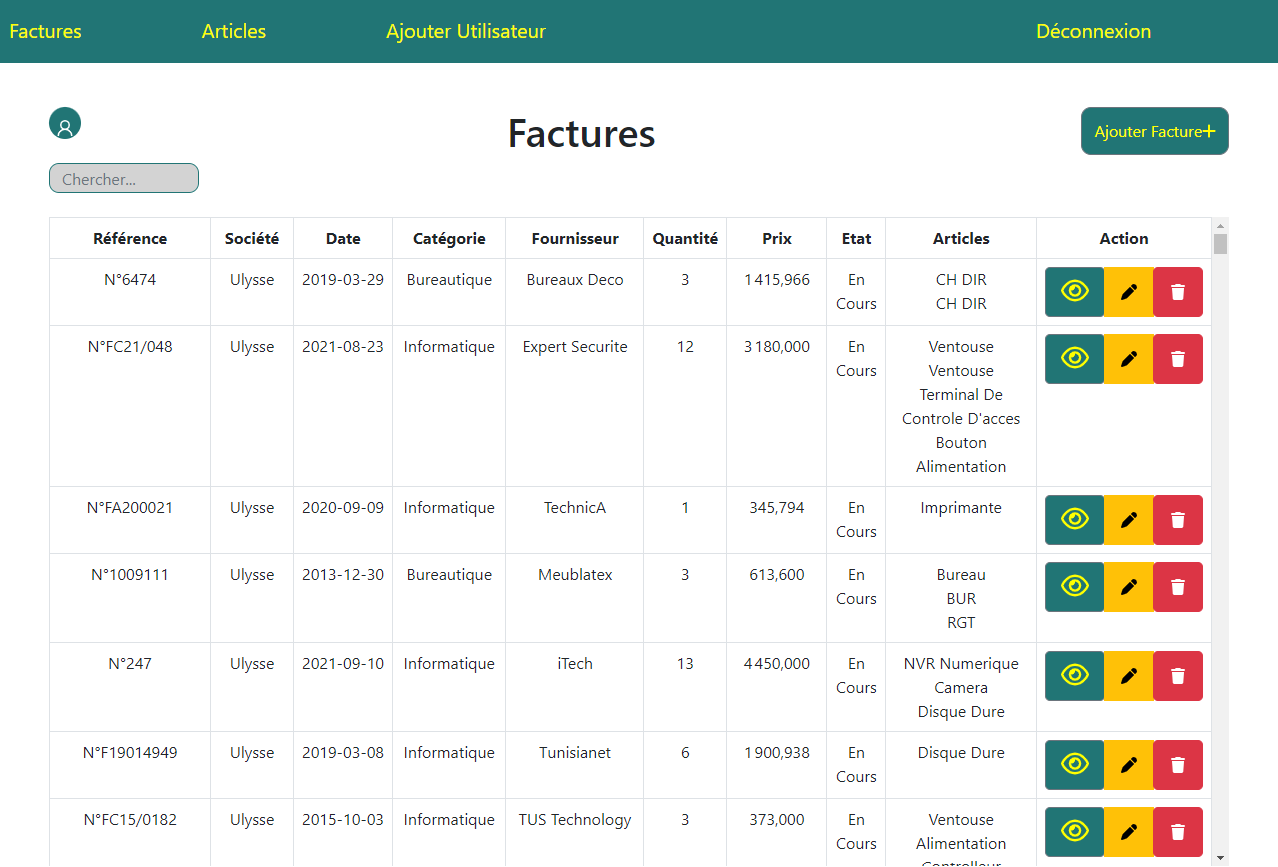 Factures Articles Ajouter Utilisateur Déconnexion
Factures
Ajouter Facture+
Chercher...
Référence Société Date Catégorie Fournisseur Quantité Prix Etat Articles Action
N°6474 Ulysse 2019-03-29 Bureautique Bureaux Deco 3 1 415,966 En CH DIR
Cours CH DIR
N°FC21/048 Ulysse 2021-08-23 Informatique Expert Securite 12 3 180,000 En Ventouse
Cours Ventouse
Terminal De
Controle D'acces
Bouton
Alimentation
N°FA200021 Ulysse 2020-09-09 Informatique TechnicA 1 345,794 En Imprimante
Cours
N°1009111 Ulysse 2013-12-30 Bureautique Meublatex 3 613,600 En Bureau
Cours BUR
RGT
N°247 Ulysse 2021-09-10 Informatique iTech 13 4 450,000 En NVR Numerique
Cours Camera
Disque Dure
N°F19014949 Ulysse 2019-03-08 Informatique Tunisianet 6 1 900,938 En Disque Dure
Cours
N°FC15/0182 Ulysse 2015-10-03 Informatique TUS Technology 3 373,000 En Ventouse
Cours Alimentation
Controlleur